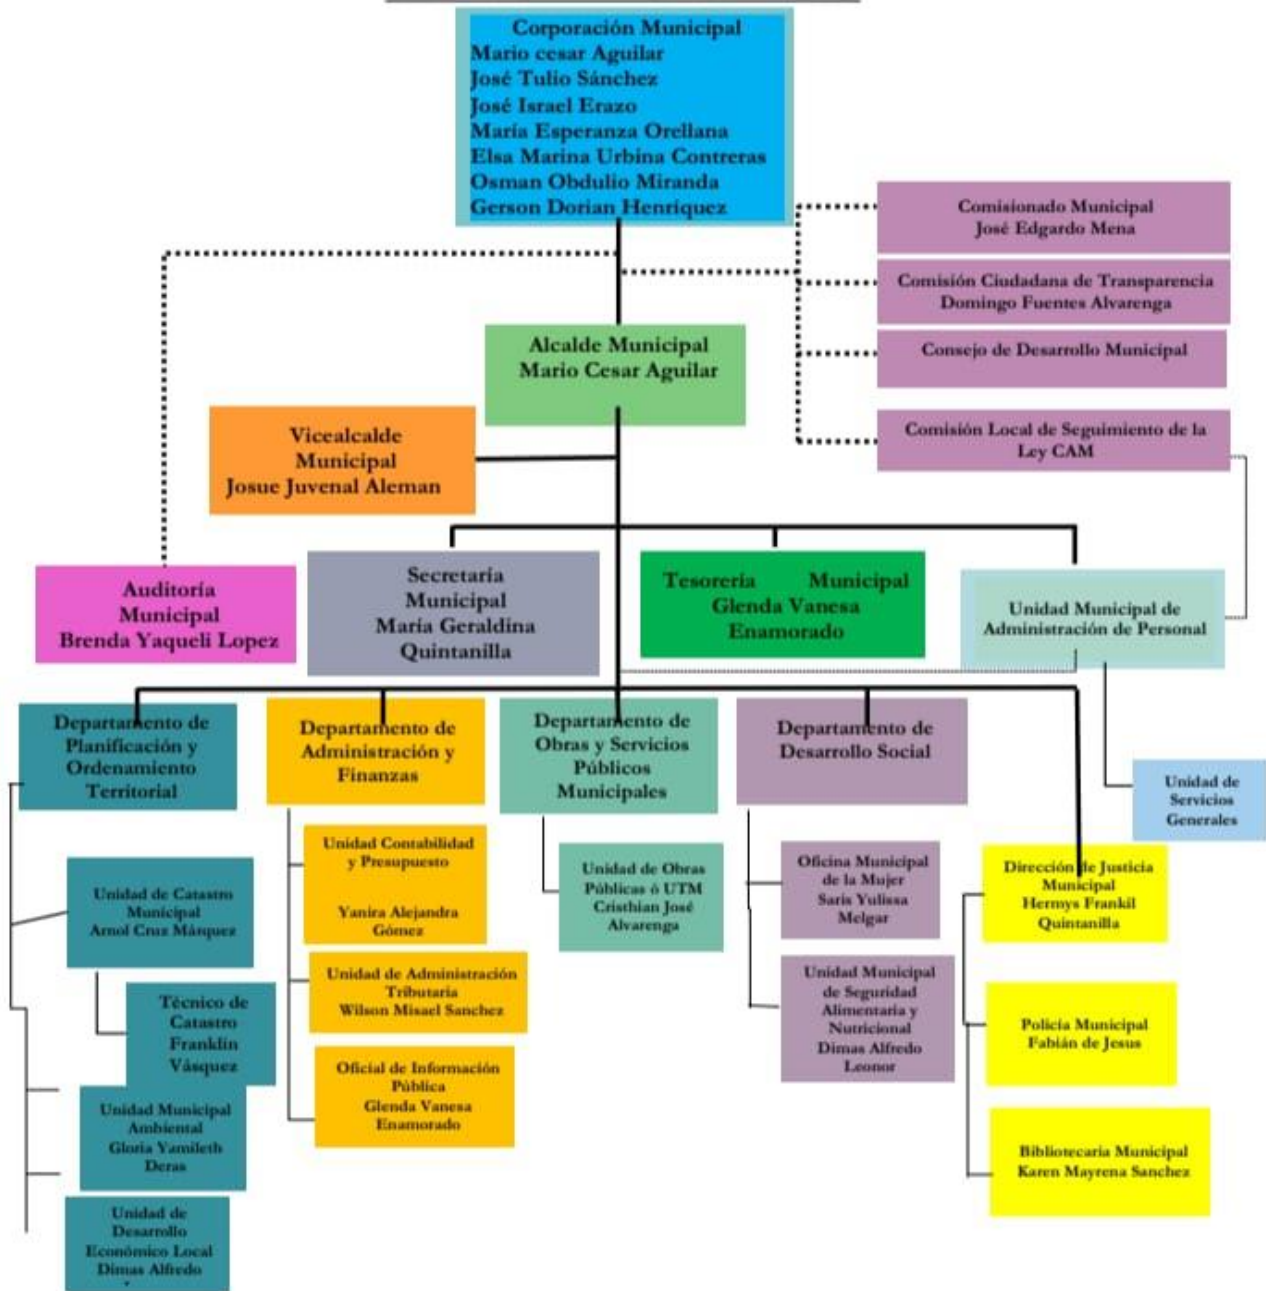 Corporación Municipal
Mario cesar Aguilar
José Tulio Sánchez
José Israel Erazo
María Esperanza Orellana
Elsa Marina Urbina Contreras
Osman Obdulio Miranda
Gerson Dorian Henríquez
Comisionado Municipal
José Edgardo Mena
Comisión Ciudadana de Transparencia
Domingo Fuentes Alvarenga
Consejo de Desarrollo Municipal
Comisión Local de Seguimiento de la
Ley CAM
Alcalde Municipal
Mario Cesar Aguilar
Vicealcalde
Municipal
Josue Juvenal Aleman
Auditoría
Municipal
Brenda Yaqueli Lopez
Secretaría
Municipal
María Geraldina
Quintanilla
Tesorería Municipal
Glenda Vanesa
Enamorado
Unidad Municipal de
Administración de Personal
Departamento de
Planificación y
Ordenamiento
Territorial
Departamento de
Administración y
Finanzas
Departamento de
Obras y Servicios
Públicos
Municipales
Departamento de
Desarrollo Social
Unidad de
Servicios
Generales
Unidad de Catastro
Municipal
Arnol Cruz Márquez
Técnico de
Catastro
Franklín
Vásquez
Unidad Municipal
Ambiental
Gloria Yamileth
Deras
Unidad de
Desarrollo
Económico Local
Dimas Alfredo
Unidad Contabilidad
y Presupuesto
Yanira Alejandra
Gómez
Unidad de Administración
Tributaria
Wilson Misael Sanchez
Oficial de Información
Pública
Glenda Vanesa
Enamorado
Unidad de Obras
Públicas ó UTM
Cristhian José
Alvarenga
Oficina Municipal
de la Mujer
Saris Yulissa
Melgar
Unidad Municipal
de Seguridad
Alimentaria y
Nutricional
Dimas Alfredo
Leonor
Dirección de Justicia
Municipal
Hermys Frankil
Quintanilla
Policía Municipal
Fabián de Jesus
Bibliotecaria Municipal
Karen Mayrena Sanchez